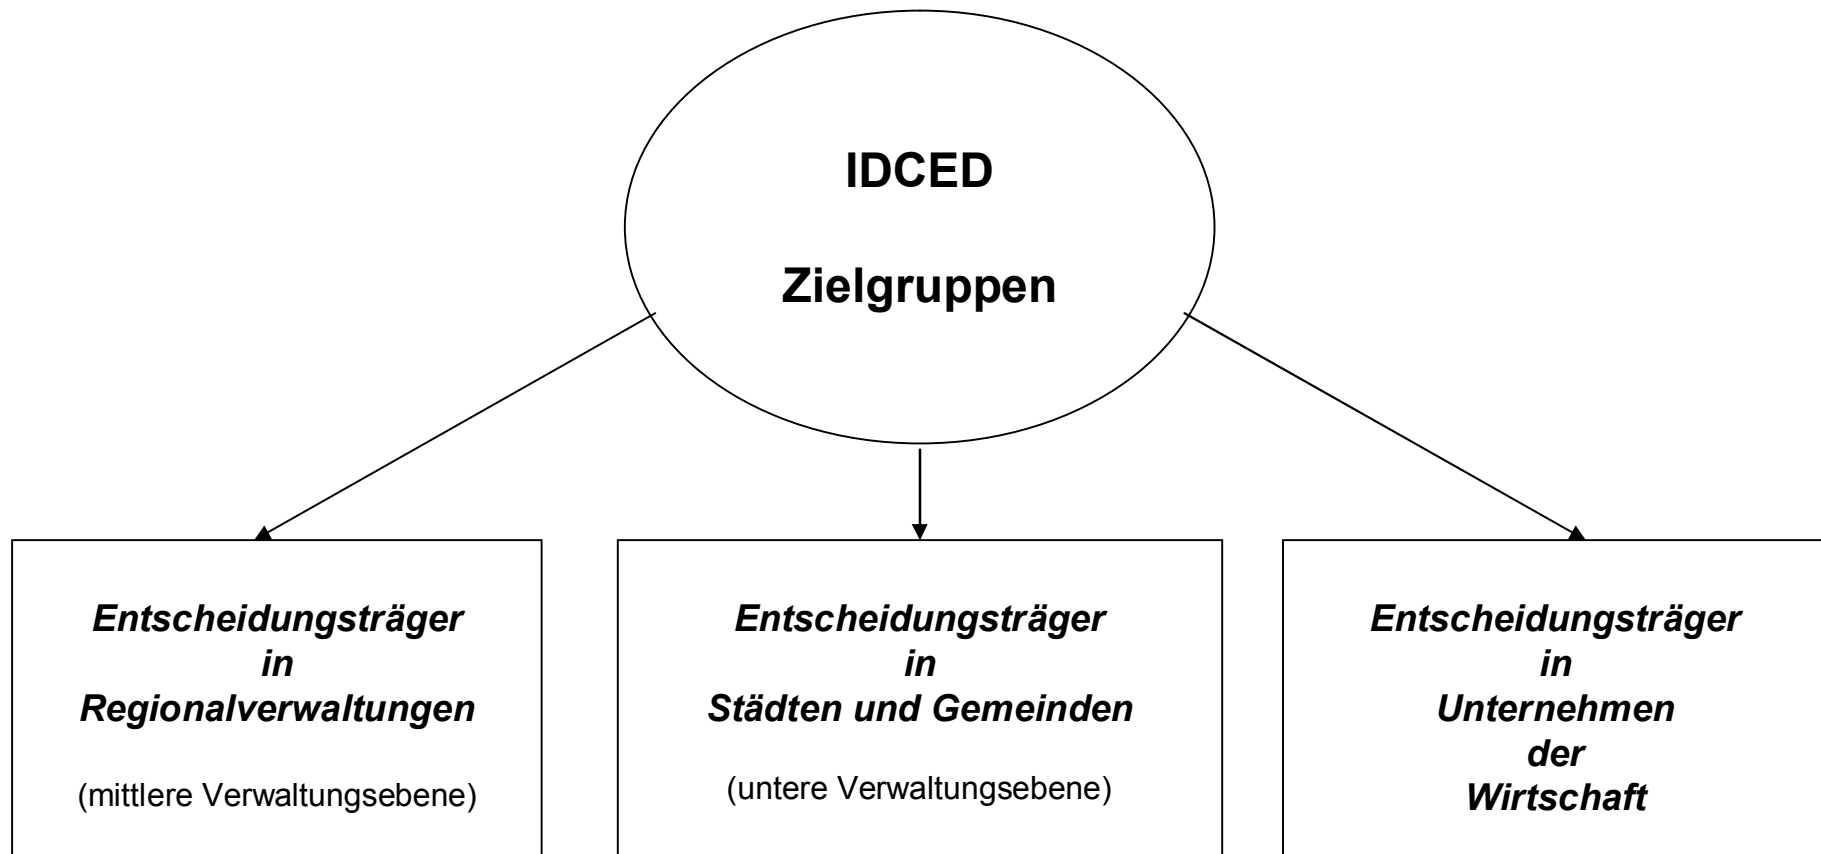 IDCED
Zielgruppen
Entscheidungsträger
in
Regionalverwaltungen
(mittlere Verwaltungsebene)
Entscheidungsträger
in
Städten und Gemeinden
(untere Verwaltungsebene)
Entscheidungsträger
in
Unternehmen
der
Wirtschaft